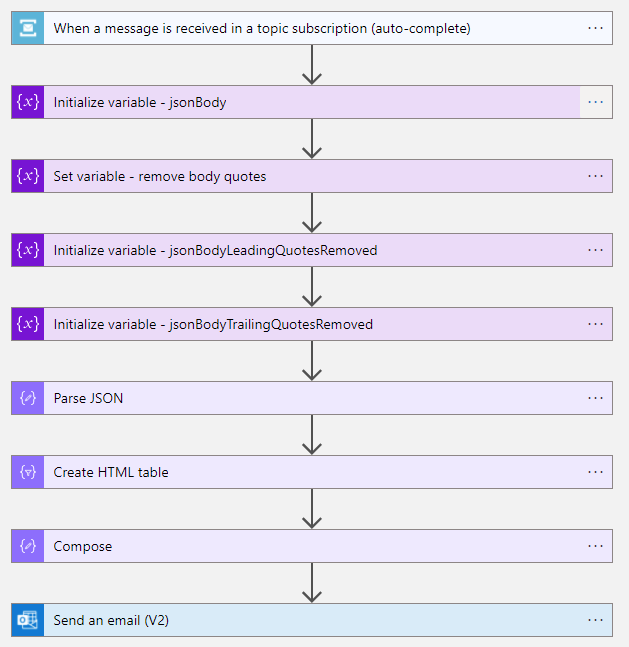 When a message is received in a topic subscription (auto-complete) ...
{x} Initialize variable - jsonBody ...
{x} Set variable - remove body quotes ...
{x} Initialize variable - jsonBodyLeadingQuotesRemoved ...
{x} Initialize variable - jsonBodyTrailingQuotesRemoved ...
Parse JSON ...
Create HTML table ...
Compose ...
Send an email (V2) ...